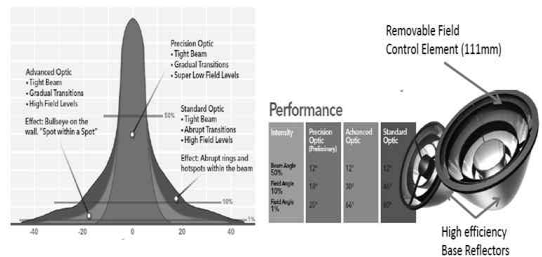 Precision Optic
• Tight Beam
• Gradual Transitions
• Super Low Field Levels
Advanced Optic
• Tight Beam
• Gradual Transitions
• High Field Levels
Effect: Bullseye on the
wall. "Spot within a Spot"
Standard Optic
• Tight Beam
• Abrupt Transitions
• High Field Levels
Effect: Abrupt rings and
hotspots within the beam
50%
10%
1%
-40
-20
0
20
40
Removable Field
Control Element (111mm)
Performance
Intensity
Precision
Optic
(Preliminary)
Advanced
Optic
Standard
Optic
Beam Angle
50%
12°
12°
12°
Field Angle
10%
18°
30°
Field Angle
1%
High efficiency
Base Reflectors